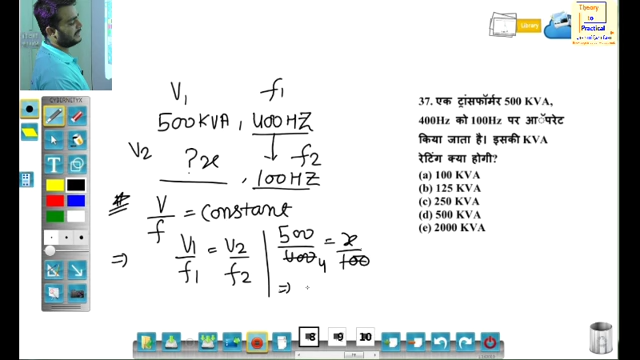 Library
Theory
to
Practical
CYBERNETYX
V₁ f₁
500KVA, 400HZ
V₂ ?x f₂
, 100HZ
V/f = constant
⇒ V₁/f₁ = V₂/f₂
500/400 = x/100
4
⇒
37. एक ट्रांसफॉर्मर 500 KVA,
400Hz को 100Hz पर आॅपरेट
किया जाता है। इसकी KVA
रेटिंग क्या होगी?
(a) 100 KVA
(b) 125 KVA
(c) 250 KVA
(d) 500 KVA
(e) 2000 KVA
8 9 10